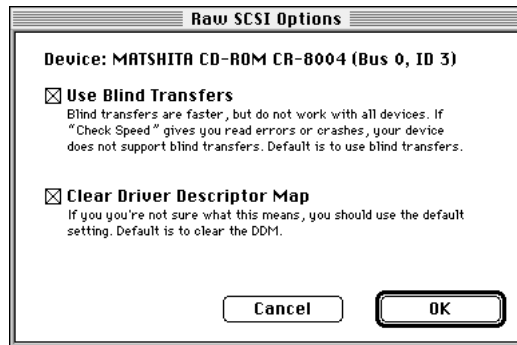 Raw SCSI Options
Device: MATSHITA CD-ROM CR-8004 (Bus 0, ID 3)
Use Blind Transfers
Blind transfers are faster, but do not work with all devices. If
"Check Speed" gives you read errors or crashes, your device
does not support blind transfers. Default is to use blind transfers.
Clear Driver Descriptor Map
If you you're not sure what this means, you should use the default
setting. Default is to clear the DDM.
Cancel
OK